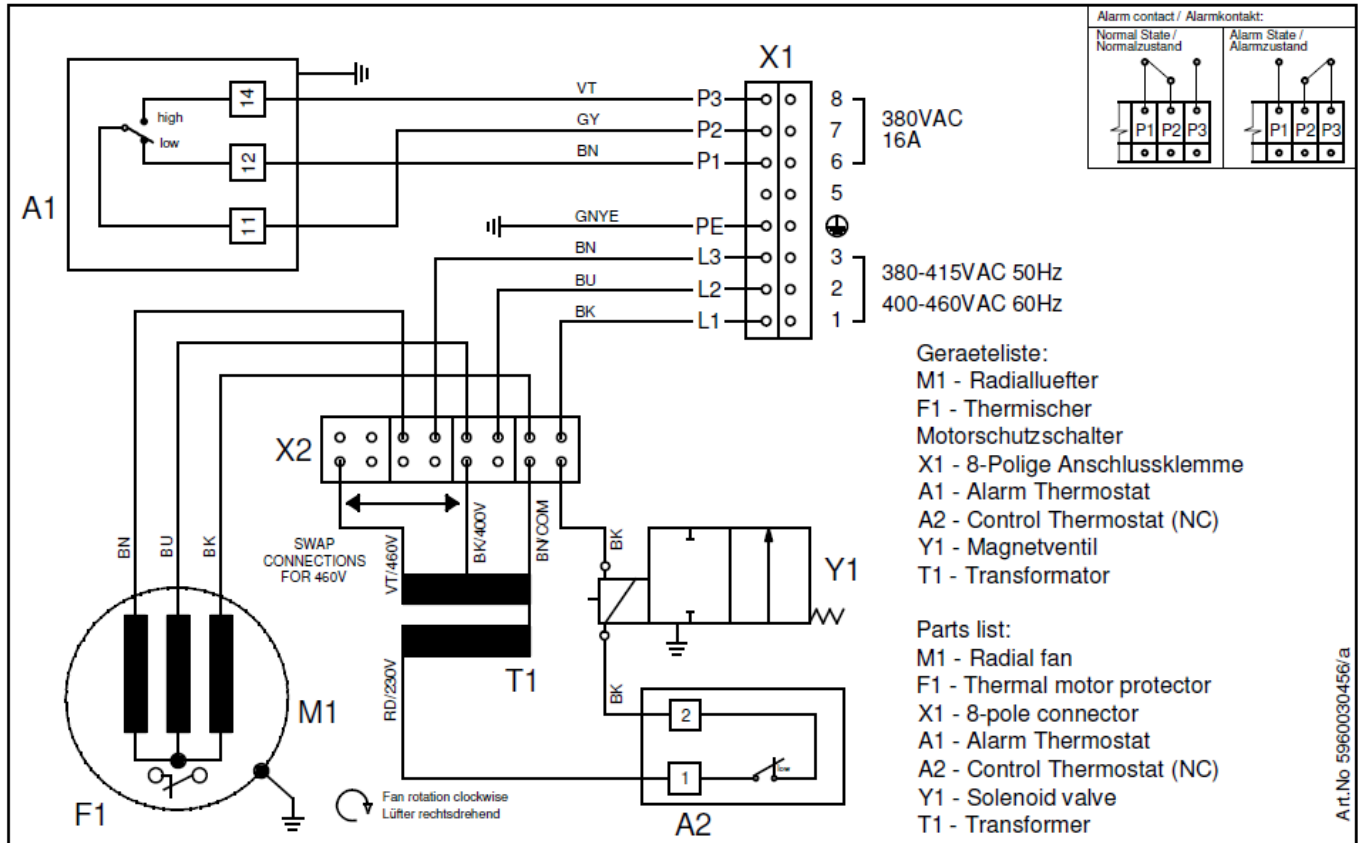 Alarm contact / Alarmkontakt:
Normal State /
Normalzustand
Alarm State /
Alarmzustand
P1 P2 P3
P1 P2 P3
X1
A1
14
high
low
12
11
VT
GY
BN
GNYE
BN
BU
BK
P3
P2
P1
PE
L3
L2
L1
8
7
6
5
3
2
1
380VAC
16A
380-415VAC 50Hz
400-460VAC 60Hz
X2
SWAP
CONNECTIONS
FOR 460V
VT/460V
BK/400V
BN/COM
BK
RD/230V
BK
T1
Y1
BN
BU
BK
M1
F1
Fan rotation clockwise
Lüfter rechtsdrehend
2
1
low
A2
Geraeteliste:
M1 - Radialluefter
F1 - Thermischer
Motorschutzschalter
X1 - 8-Polige Anschlussklemme
A1 - Alarm Thermostat
A2 - Control Thermostat (NC)
Y1 - Magnetventil
T1 - Transformator
Parts list:
M1 - Radial fan
F1 - Thermal motor protector
X1 - 8-pole connector
A1 - Alarm Thermostat
A2 - Control Thermostat (NC)
Y1 - Solenoid valve
T1 - Transformer
Art.No 5960030456/a